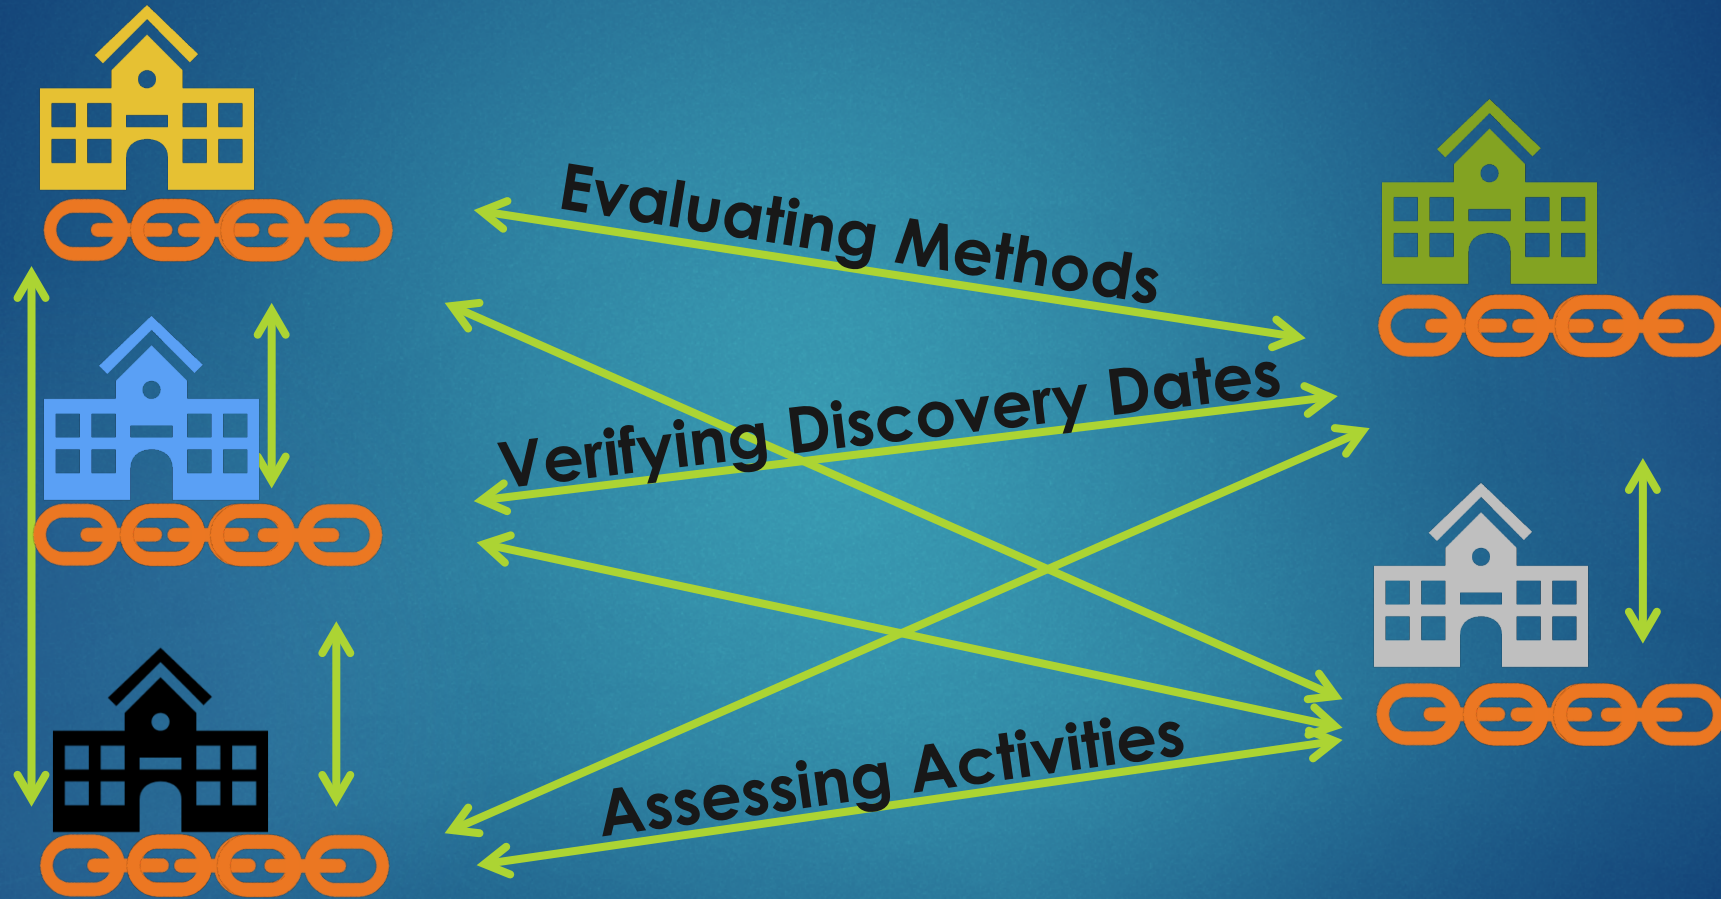 Evaluating Methods
Verifying Discovery Dates
Assessing Activities